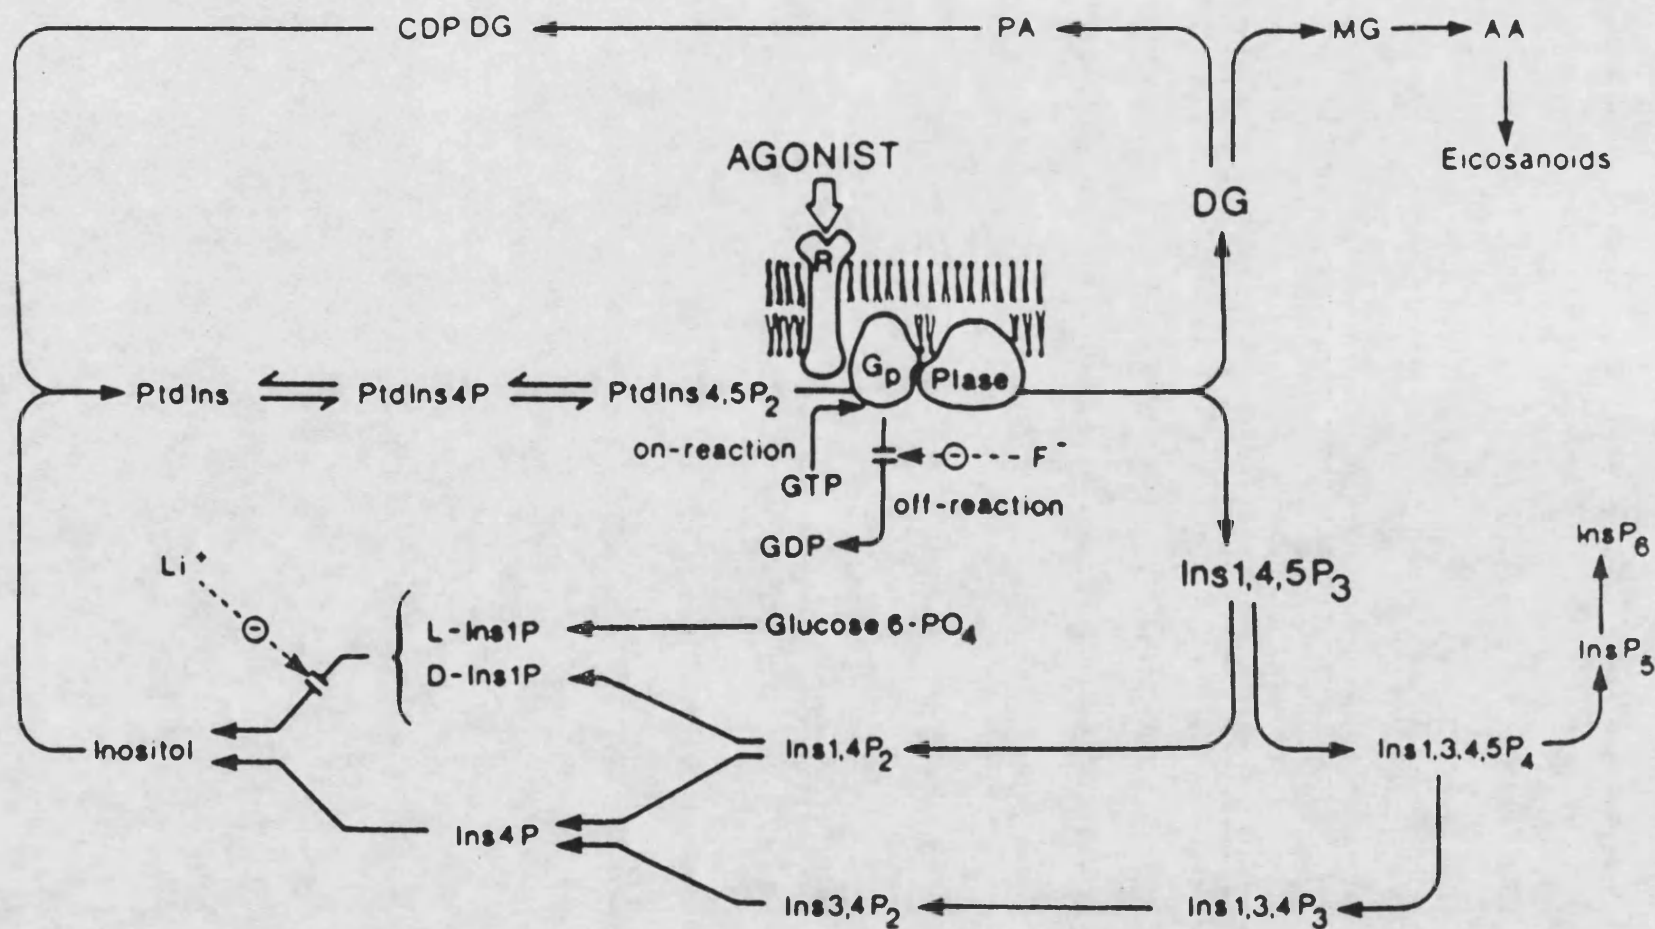 CDP DG
PA
MG
AA
AGONIST
Eicosanoids
DG
R
PtdIns
PtdIns4P
PtdIns4,5P₂
Gp
Plase
on-reaction
GTP
⊖
F⁻
off-reaction
GDP
Li⁺
⊖
Ins1,4,5P₃
InsP₆
L-Ins1P
Glucose 6-PO₄
D-Ins1P
InsP₅
Inositol
Ins1,4P₂
Ins1,3,4,5P₄
Ins4P
Ins3,4P₂
Ins1,3,4P₃